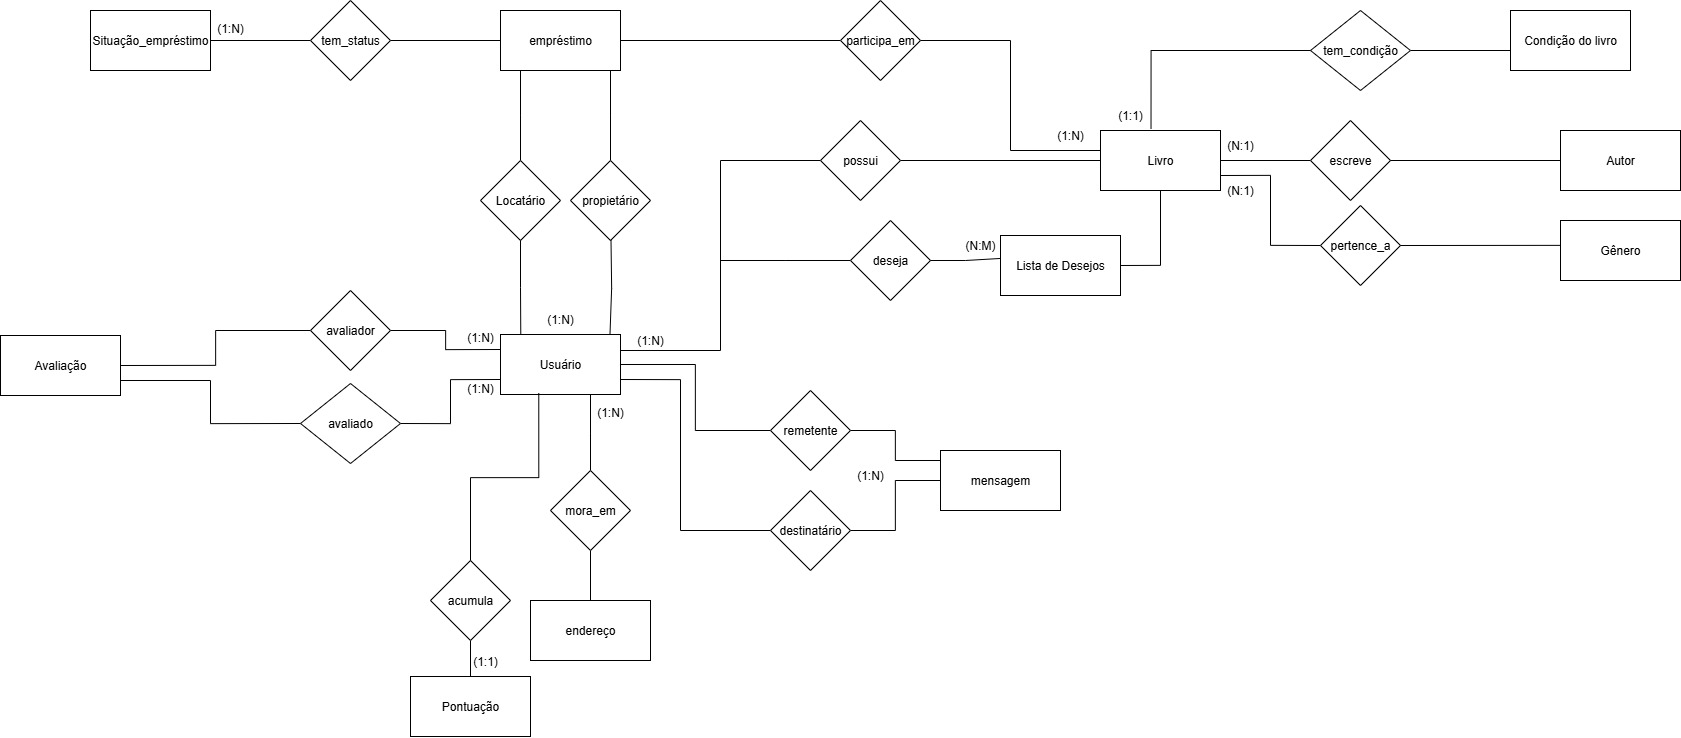 Situação_empréstimo
(1:N)
tem_status
empréstimo
participa_em
tem_condição
Condição do livro
(1:1)
(1:N)
possui
Livro
(N:1)
escreve
Autor
(N:1)
Locatário
propietário
deseja
(N:M)
Lista de Desejos
pertence_a
Gênero
avaliador
(1:N)
(1:N)
(1:N)
Avaliação
Usuário
(1:N)
avaliado
(1:N)
remetente
(1:N)
mensagem
mora_em
destinatário
acumula
endereço
(1:1)
Pontuação